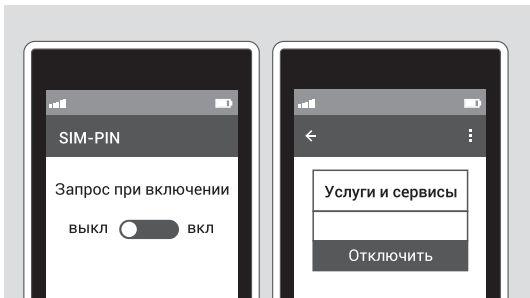 SIM-PIN
Запрос при включении
выкл вкл
Услуги и сервисы
Отключить